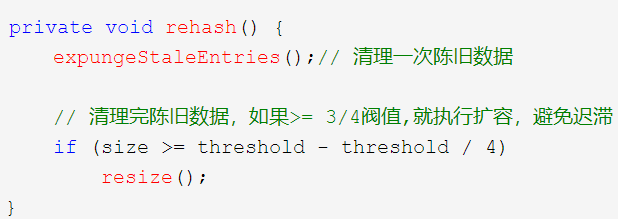 private void rehash() {
    expungeStaleEntries();// 清理一次陈旧数据

    // 清理完陈旧数据，如果>= 3/4阀值,就执行扩容，避免迟滞
    if (size >= threshold - threshold / 4)
        resize();
}